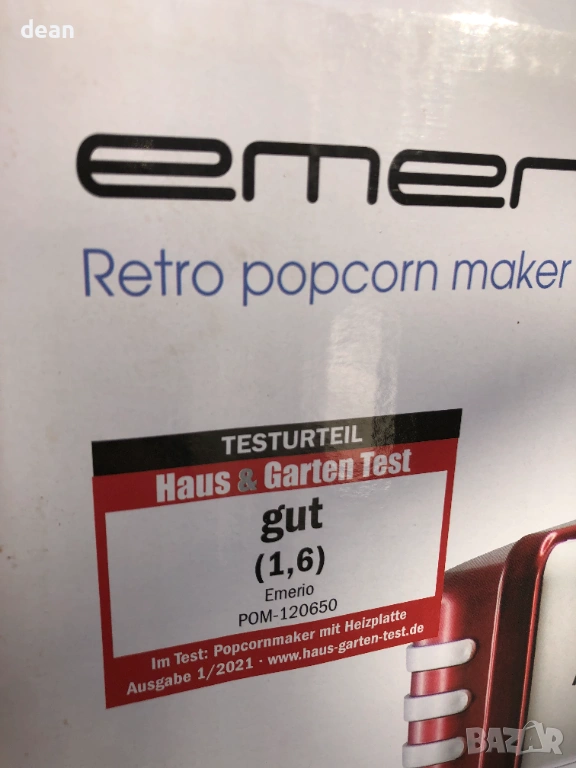 dean
emer
Retro popcorn maker
TESTURTEIL
Haus & Garten Test
gut
(1,6)
Emerio
POM-120650
Im Test: Popcornmaker mit Heizplatte
Ausgabe 1/2021 · www.haus-garten-test.de
BAZAR